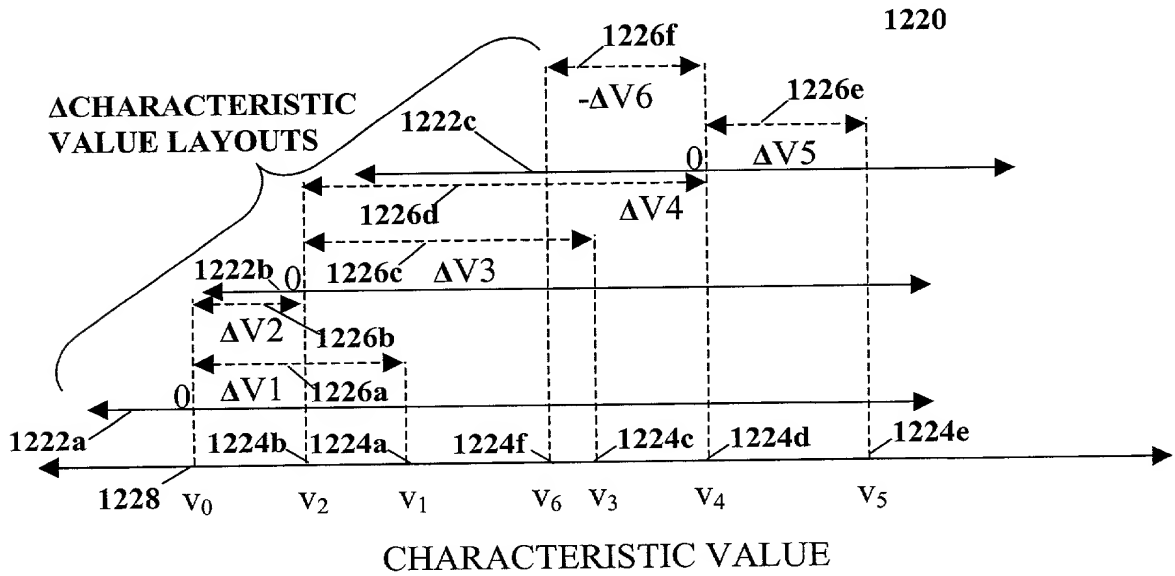 1220
1226f
-ΔV6
ΔCHARACTERISTIC
VALUE LAYOUTS
1226e
1222c
0
ΔV5
1226d
ΔV4
1222b
0
1226c
ΔV3
ΔV2
1226b
0
ΔV1
1226a
1222a
1224b
1224a
1224f
1224c
1224d
1224e
1228
v₀
v₂
v₁
v₆
v₃
v₄
v₅
CHARACTERISTIC VALUE